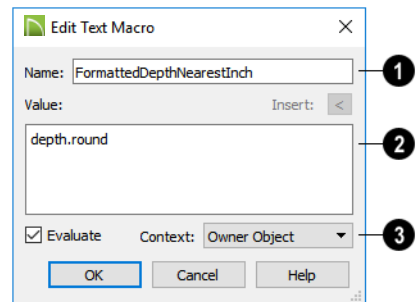 Edit Text Macro
Name: FormattedDepthNearestInch 1
Value: Insert: <
depth.round 2
Evaluate Context: Owner Object 3
OK Cancel Help